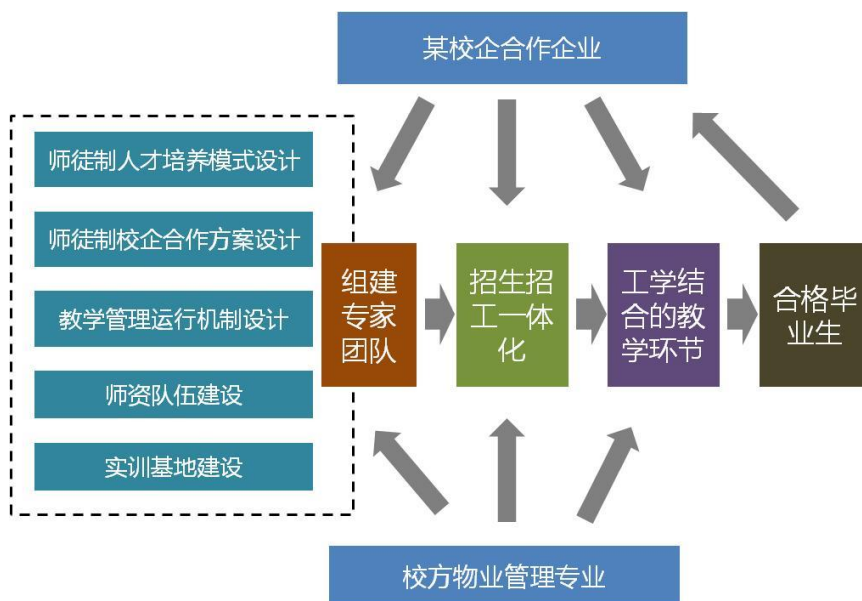 某校企合作企业
师徒制人才培养模式设计
师徒制校企合作方案设计
教学管理运行机制设计
师资队伍建设
实训基地建设
组建
专家
团队
招生招
工一体
化
工学结
合的教
学环节
合格毕
业生
校方物业管理专业